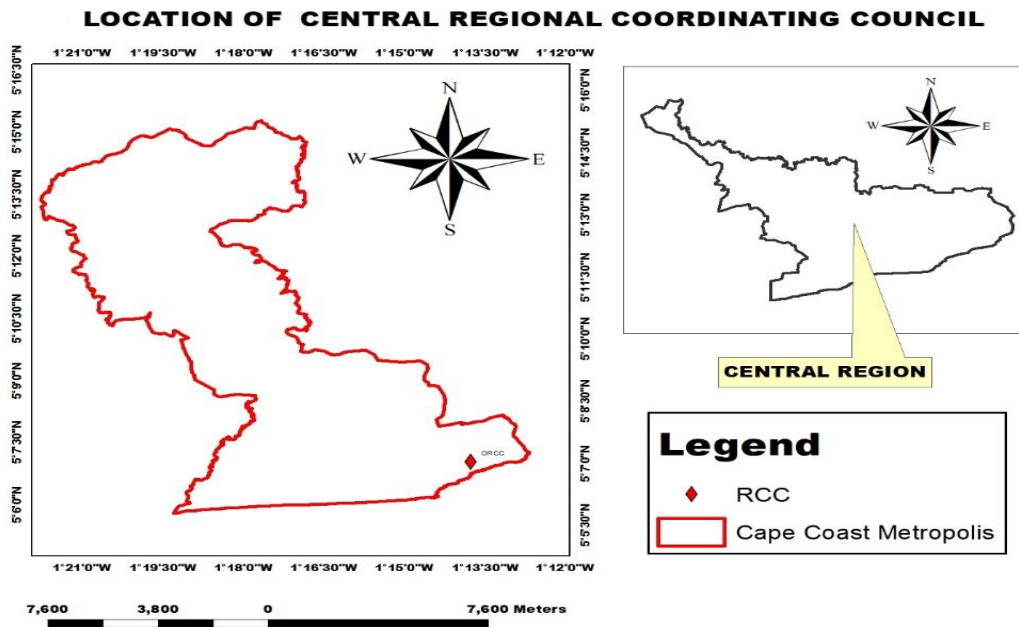 LOCATION OF CENTRAL REGIONAL COORDINATING COUNCIL
1°21'0"W 1°19'30"W 1°18'0"W 1°16'30"W 1°15'0"W 1°13'30"W 1°12'0"W
5°16'30"N
5°15'0"N
5°13'30"N
5°12'0"N
5°10'30"N
5°9'0"N
5°7'30"N
5°6'0"N
N
W E
S
5°16'0"N
5°14'30"N
5°13'0"N
5°11'30"N
5°10'0"N
5°8'30"N
5°7'0"N
5°5'30"N
ORCC
1°21'0"W 1°19'30"W 1°18'0"W 1°16'30"W 1°15'0"W 1°13'30"W 1°12'0"W
7,600 3,800 0 7,600 Meters
N
W E
S
CENTRAL REGION
Legend
RCC
Cape Coast Metropolis